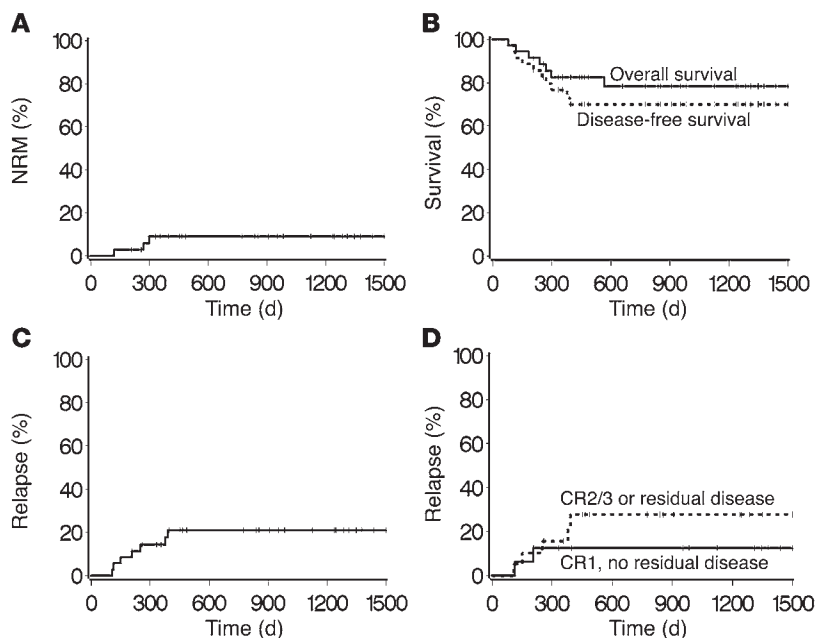 A
NRM (%)
100
80
60
40
20
0
0 300 600 900 1200 1500
Time (d)
B
Survival (%)
100
80
60
40
20
0
Overall survival
Disease-free survival
0 300 600 900 1200 1500
Time (d)
C
Relapse (%)
100
80
60
40
20
0
0 300 600 900 1200 1500
Time (d)
D
Relapse (%)
100
80
60
40
20
0
CR2/3 or residual disease
CR1, no residual disease
0 300 600 900 1200 1500
Time (d)